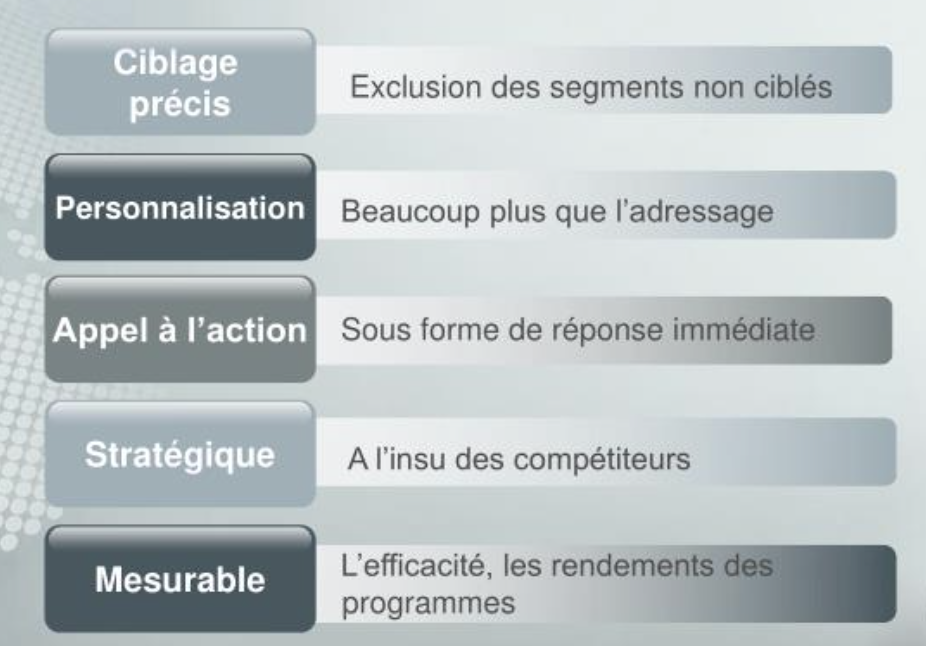 Ciblage
précis
Exclusion des segments non ciblés
Personnalisation
Beaucoup plus que l'adressage
Appel à l'action
Sous forme de réponse immédiate
Stratégique
A l'insu des compétiteurs
Mesurable
L'efficacité, les rendements des
programmes